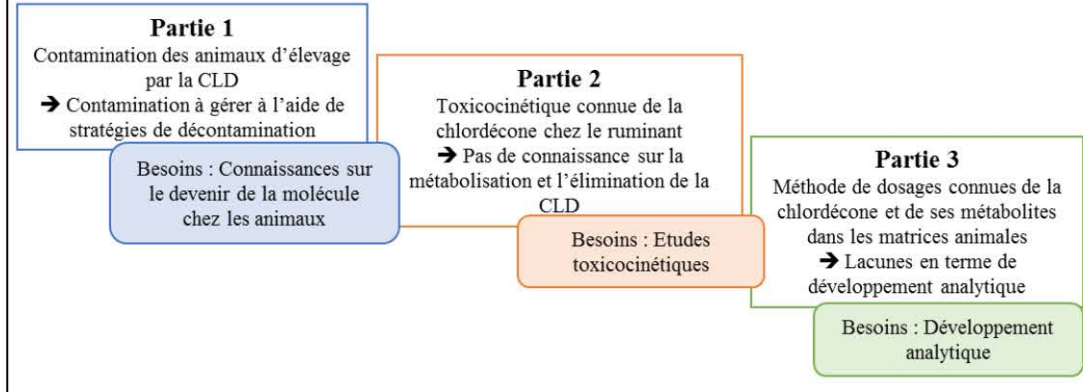 Partie 1
Contamination des animaux d’élevage
par la CLD
➔ Contamination à gérer à l’aide de
stratégies de décontamination
Besoins : Connaissances sur
le devenir de la molécule
chez les animaux
Partie 2
Toxicocinétique connue de la
chlordécone chez le ruminant
➔ Pas de connaissance sur la
métabolisation et l’élimination de la
CLD
Besoins : Etudes
toxicocinétiques
Partie 3
Méthode de dosages connues de la
chlordécone et de ses métabolites
dans les matrices animales
➔ Lacunes en terme de
développement analytique
Besoins : Développement
analytique